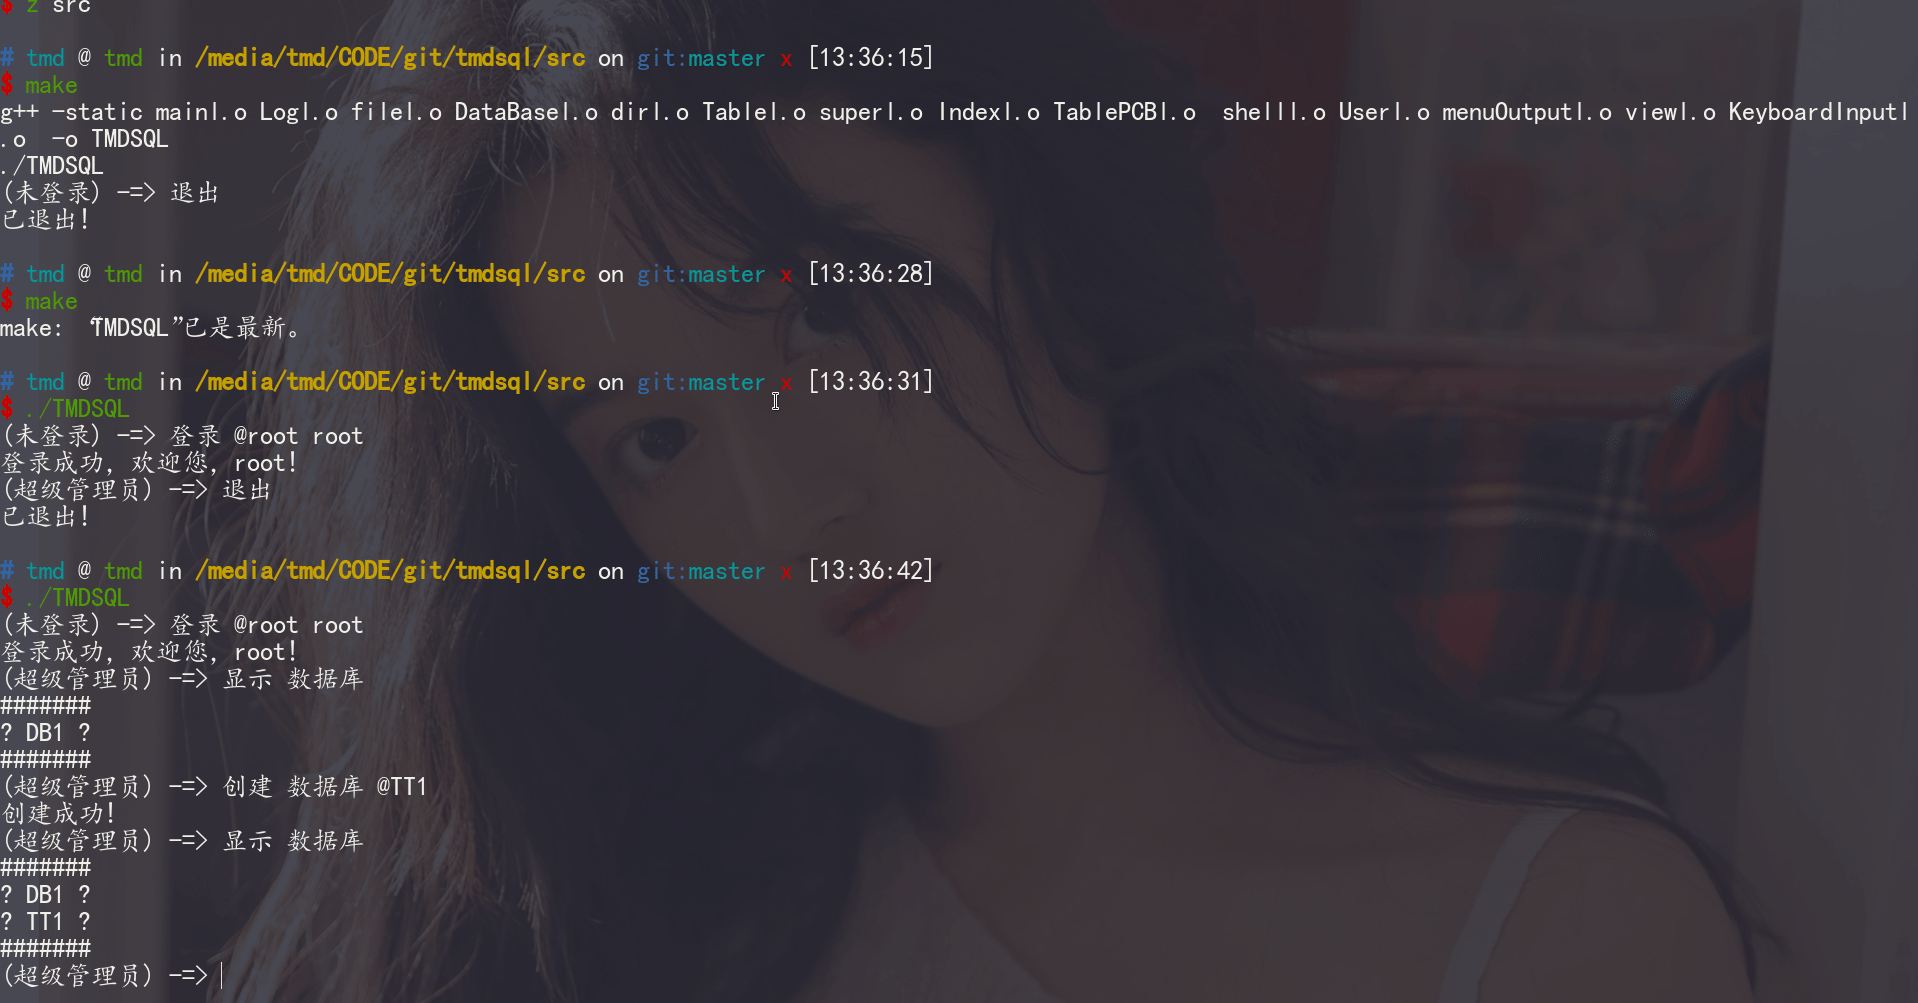 $ z src
# tmd @ tmd in /media/tmd/CODE/git/tmdsql/src on git:master x [13:36:15]
$ make
g++ -static mainl.o Logl.o filel.o DataBasel.o dirl.o Tablel.o superl.o Indexl.o TablePCBl.o  shelll.o Userl.o menuOutputl.o viewl.o KeyboardInputl
.o  -o TMDSQL
./TMDSQL
(未登录) -=> 退出
已退出!
# tmd @ tmd in /media/tmd/CODE/git/tmdsql/src on git:master x [13:36:28]
$ make
make: “TMDSQL”已是最新。
# tmd @ tmd in /media/tmd/CODE/git/tmdsql/src on git:master x [13:36:31]
$ ./TMDSQL
(未登录) -=> 登录 @root root
登录成功, 欢迎您, root!
(超级管理员) -=> 退出
已退出!
# tmd @ tmd in /media/tmd/CODE/git/tmdsql/src on git:master x [13:36:42]
$ ./TMDSQL
(未登录) -=> 登录 @root root
登录成功, 欢迎您, root!
(超级管理员) -=> 显示 数据库
#######
? DB1 ?
#######
(超级管理员) -=> 创建 数据库 @TT1
创建成功!
(超级管理员) -=> 显示 数据库
#######
? DB1 ?
? TT1 ?
#######
(超级管理员) -=>